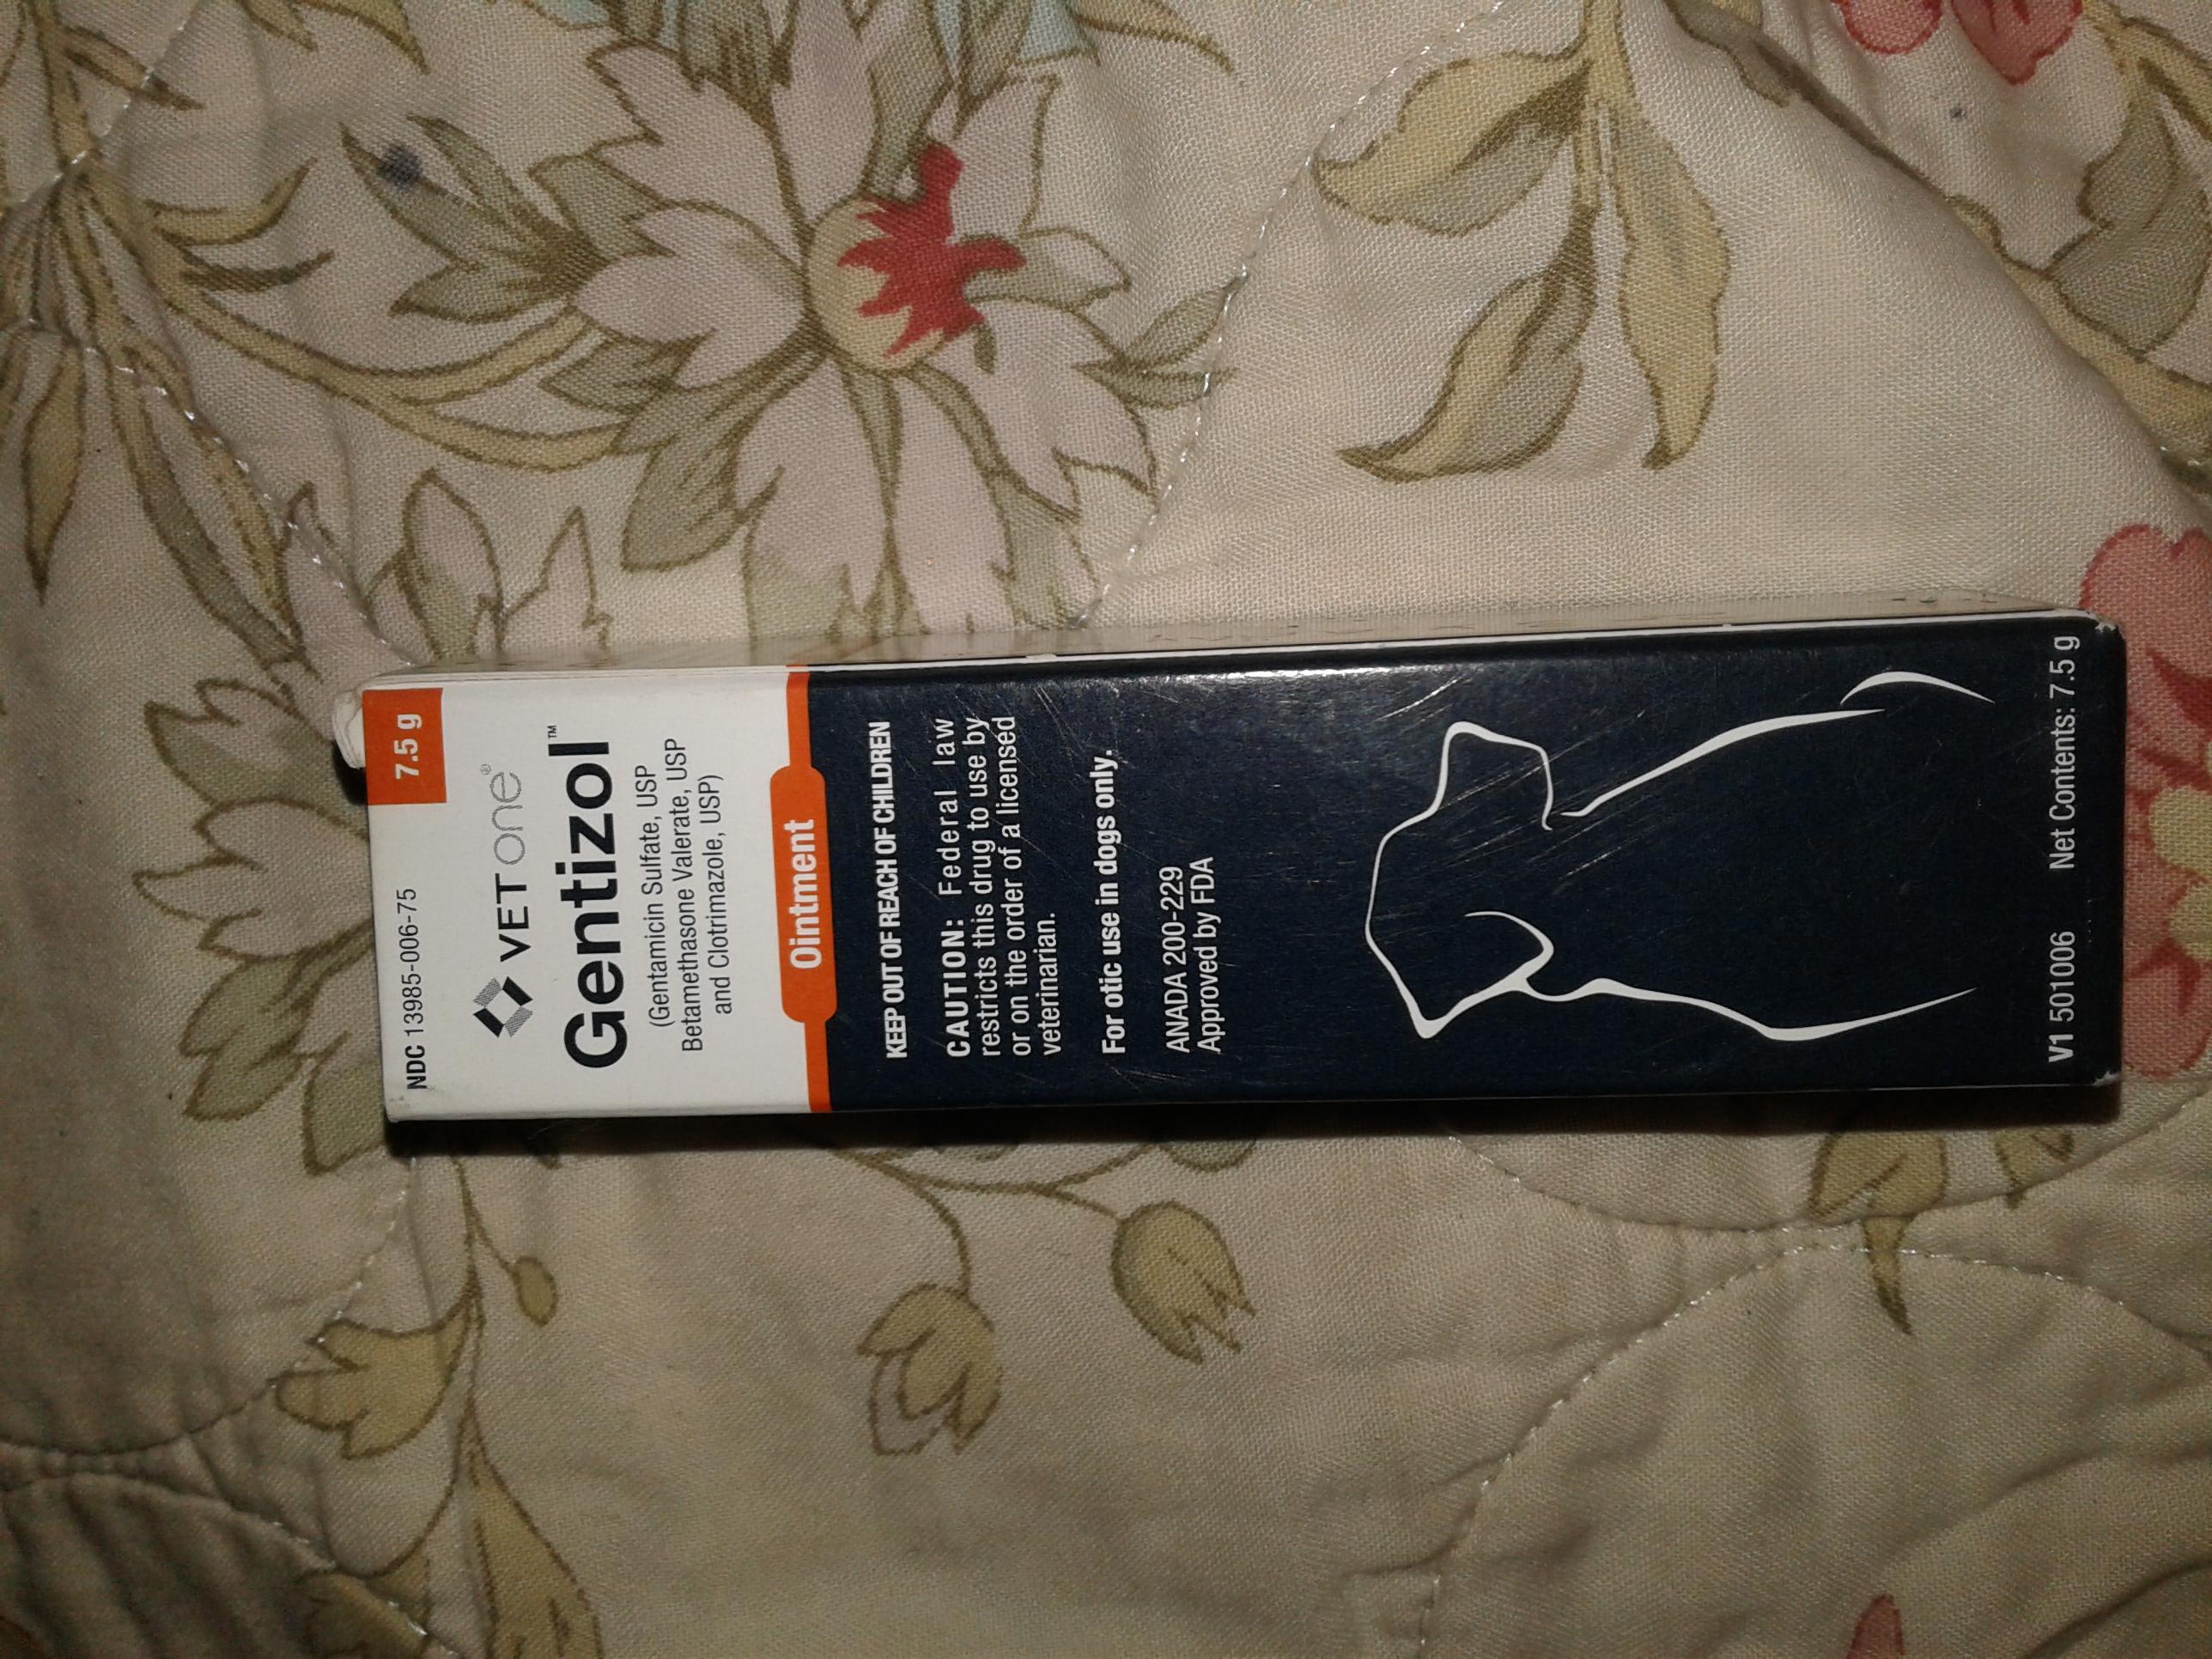 NDC 13985-006-75
7.5 g
VET one®
Gentizol™
(Gentamicin Sulfate, USP
Betamethasone Valerate, USP
and Clotrimazole, USP)
Ointment
KEEP OUT OF REACH OF CHILDREN
CAUTION: Federal law
restricts this drug to use by
or on the order of a licensed
veterinarian.
For otic use in dogs only.
ANADA 200-229
Approved by FDA
V1 501006
Net Contents: 7.5 g